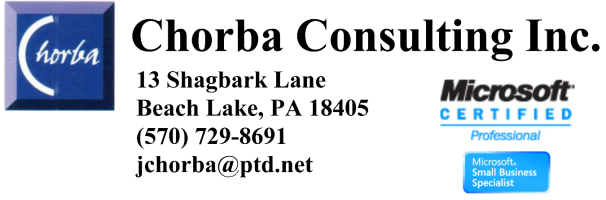 Chorba
Chorba Consulting Inc.
13 Shagbark Lane
Beach Lake, PA 18405
(570) 729-8691
jchorba@ptd.net
Microsoft
CERTIFIED
Professional
Microsoft
Small Business
Specialist